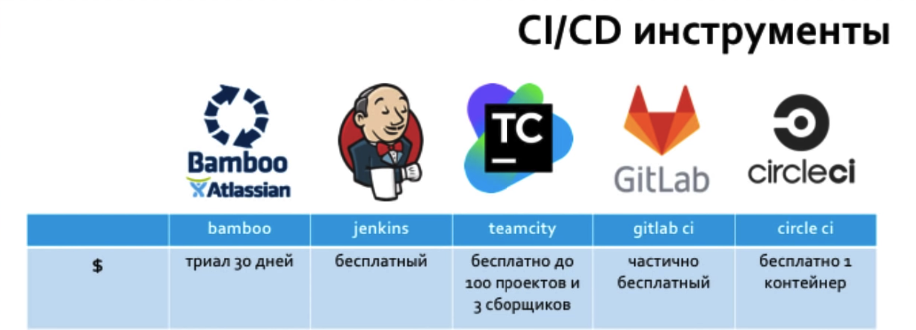 CI/CD инструменты
Bamboo
Atlassian
TC
GitLab
circleci
bamboo jenkins teamcity gitlab ci circle ci
$ триал 30 дней бесплатный бесплатно до частично бесплатно 1
100 проектов и бесплатный контейнер
3 сборщиков